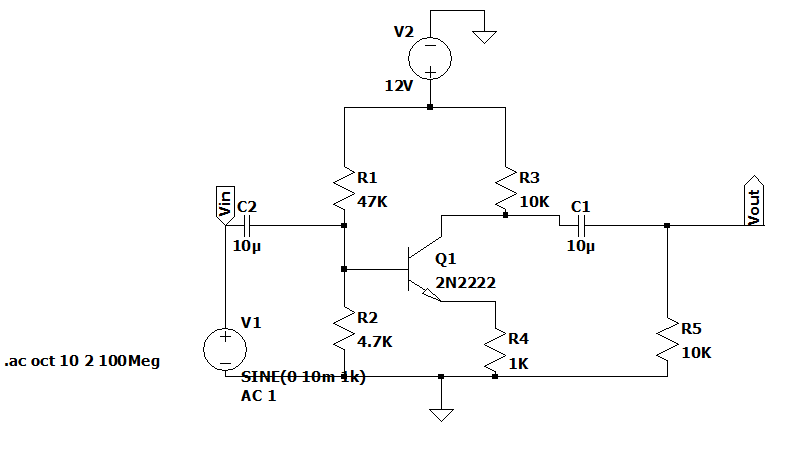 V2
12V
R1
47K
R3
10K
Vin
C2
10µ
C1
10µ
Vout
Q1
2N2222
V1
R2
4.7K
R4
1K
R5
10K
.ac oct 10 2 100Meg
SINE(0 10m 1k)
AC 1